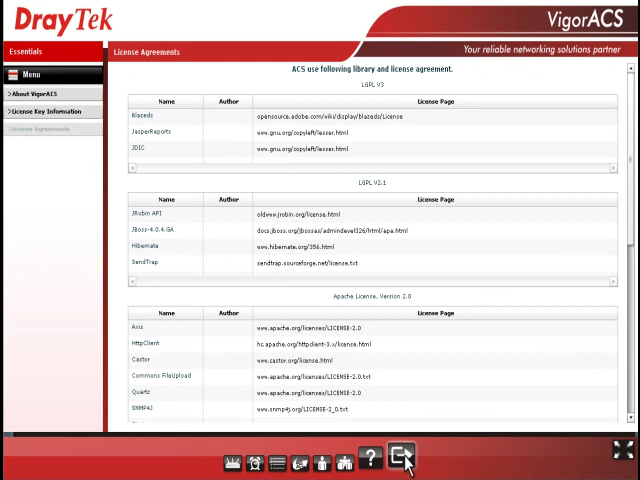 DrayTek
VigorACS
Your reliable networking solutions partner
Essentials
License Agreements
Menu
>About VigorACS
>License Key Information
>License Agreements
ACS use following library and license agreement.
LGPL V3
Name Author License Page
Blazeds opensource.adobe.com/wiki/display/blazeds/License
JasperReports www.gnu.org/copyleft/lesser.html
JDIC www.gnu.org/copyleft/lesser.html
LGPL V2.1
Name Author License Page
JRobin API oldwww.jrobin.org/license.html
JBoss-4.0.4.GA docs.jboss.org/jbossas/admindevel326/html/apa.html
Hibernate www.hibernate.org/356.html
SendTrap sendtrap.sourceforge.net/license.txt
Apache License, Version 2.0
Name Author License Page
Axis www.apache.org/licenses/LICENSE-2.0
HttpClient hc.apache.org/httpclient-3.x/license.html
Castor www.castor.org/license.html
Commons FileUpload www.apache.org/licenses/LICENSE-2.0.txt
Quartz www.apache.org/licenses/LICENSE-2.0
SNMP4J www.snmp4j.org/LICENSE-2_0.txt
?